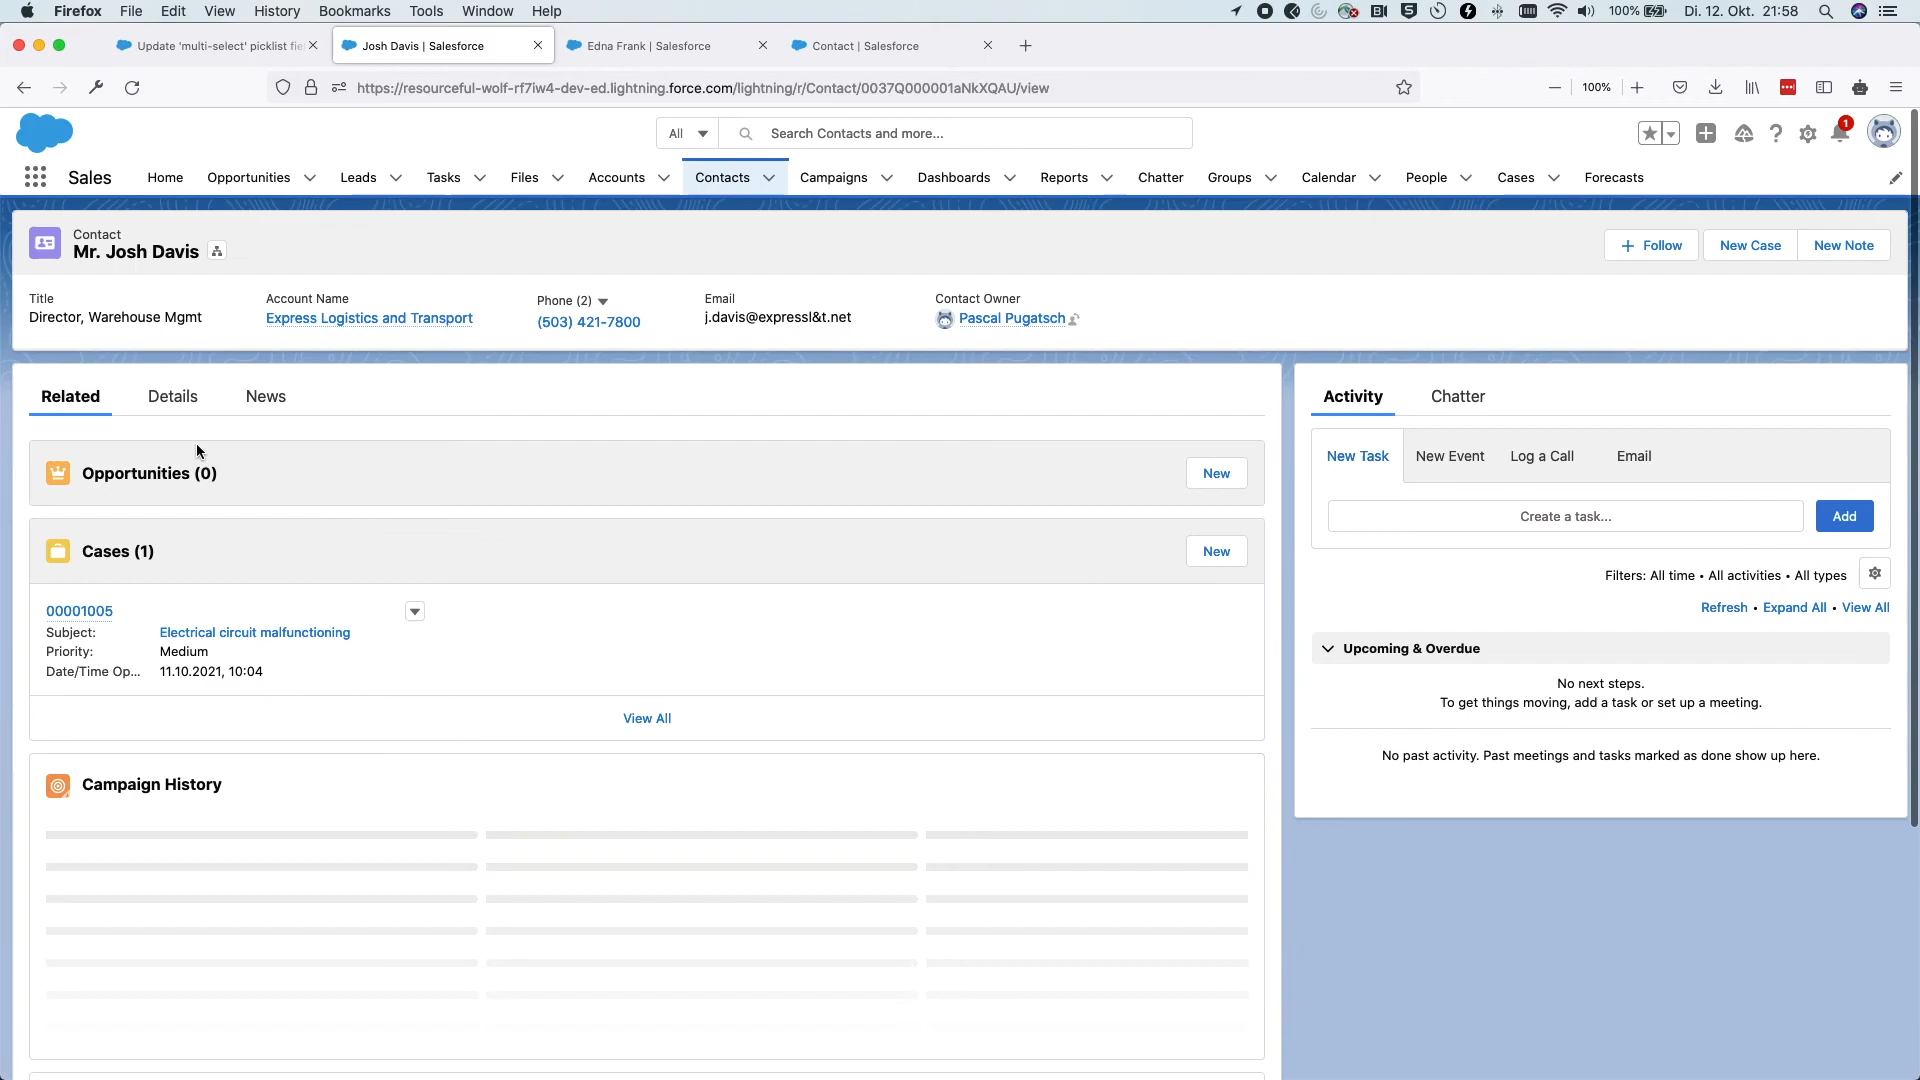 Firefox File Edit View History Bookmarks Tools Window Help 100% Di. 12. Okt. 21:58
Update 'multi-select' picklist fie
Josh Davis | Salesforce
Edna Frank | Salesforce
Contact | Salesforce
https://resourceful-wolf-rf7iw4-dev-ed.lightning.force.com/lightning/r/Contact/0037Q000001aNkXQAU/view 100%
All Search Contacts and more... 1
Sales Home Opportunities Leads Tasks Files Accounts Contacts Campaigns Dashboards Reports Chatter Groups Calendar People Cases Forecasts
Contact
Mr. Josh Davis
Follow New Case New Note
Title Account Name Phone (2) Email Contact Owner
Director, Warehouse Mgmt Express Logistics and Transport (503) 421-7800 j.davis@expressl&t.net Pascal Pugatsch
Related Details News
Opportunities (0) New
Cases (1) New
00001005
Subject: Electrical circuit malfunctioning
Priority: Medium
Date/Time Op... 11.10.2021, 10:04
View All
Campaign History
Activity Chatter
New Task New Event Log a Call Email
Create a task... Add
Filters: All time • All activities • All types
Refresh • Expand All • View All
Upcoming & Overdue
No next steps.
To get things moving, add a task or set up a meeting.
No past activity. Past meetings and tasks marked as done show up here.